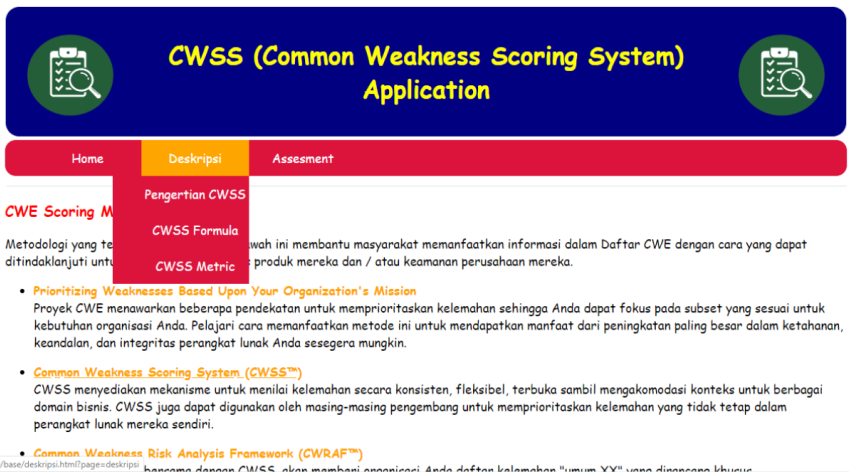 CWSS (Common Weakness Scoring System)
Application
Home Deskripsi Assesment
Pengertian CWSS
CWSS Formula
CWSS Metric
CWE Scoring M
Metodologi yang te wah ini membantu masyarakat memanfaatkan informasi dalam Daftar CWE dengan cara yang dapat
ditindaklanjuti untu produk mereka dan / atau keamanan perusahaan mereka.
• Prioritizing Weaknesses Based Upon Your Organization's Mission
Proyek CWE menawarkan beberapa pendekatan untuk memprioritaskan kelemahan sehingga Anda dapat fokus pada subset yang sesuai untuk
kebutuhan organisasi Anda. Pelajari cara memanfaatkan metode ini untuk mendapatkan manfaat dari peningkatan paling besar dalam ketahanan,
keandalan, dan integritas perangkat lunak Anda sesegera mungkin.
• Common Weakness Scoring System (CWSS™)
CWSS menyediakan mekanisme untuk menilai kelemahan secara konsisten, fleksibel, terbuka sambil mengakomodasi konteks untuk berbagai
domain bisnis. CWSS juga dapat digunakan oleh masing-masing pengembang untuk memprioritaskan kelemahan yang tidak tetap dalam
perangkat lunak mereka sendiri.
• Common Weakness Risk Analysis Framework (CWRAF™)
/base/deskripsi.html?page=deskripsi bersama dengan CWSS, akan memberi organisasi Anda daftar kelemahan "umum XX" yang dirancang khusus